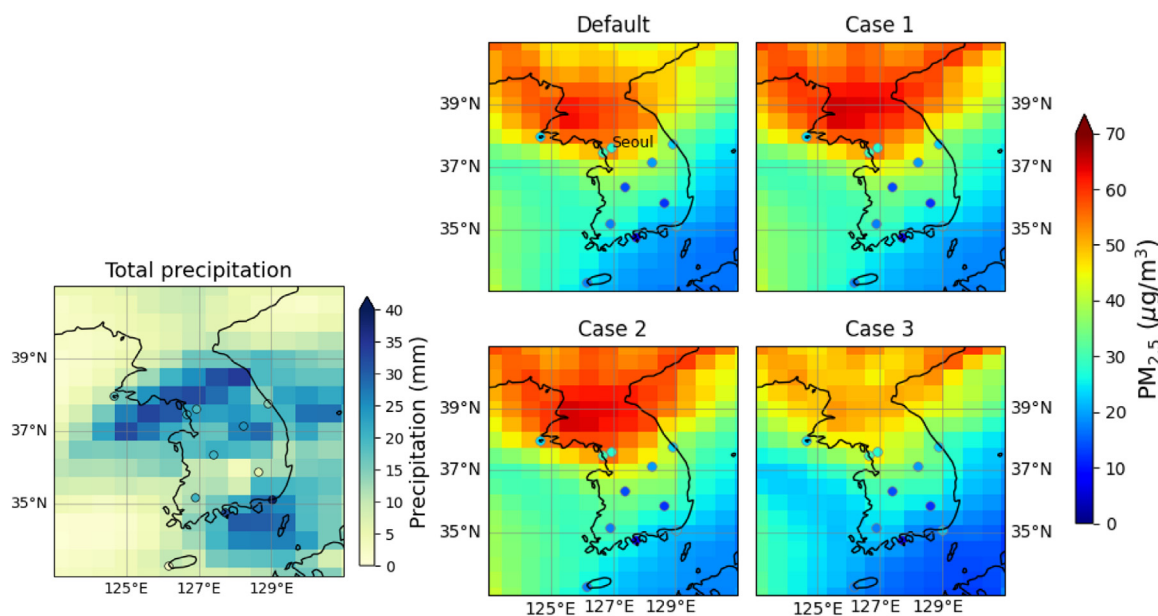 Default
Case 1
39°N
37°N
35°N
Seoul
39°N
37°N
35°N
Total precipitation
39°N
37°N
35°N
125°E
127°E
129°E
40
35
30
25
20
15
10
5
0
Precipitation (mm)
Case 2
Case 3
39°N
37°N
35°N
39°N
37°N
35°N
125°E
127°E
129°E
125°E
127°E
129°E
70
60
50
40
30
20
10
0
PM2.5 (μg/m³)